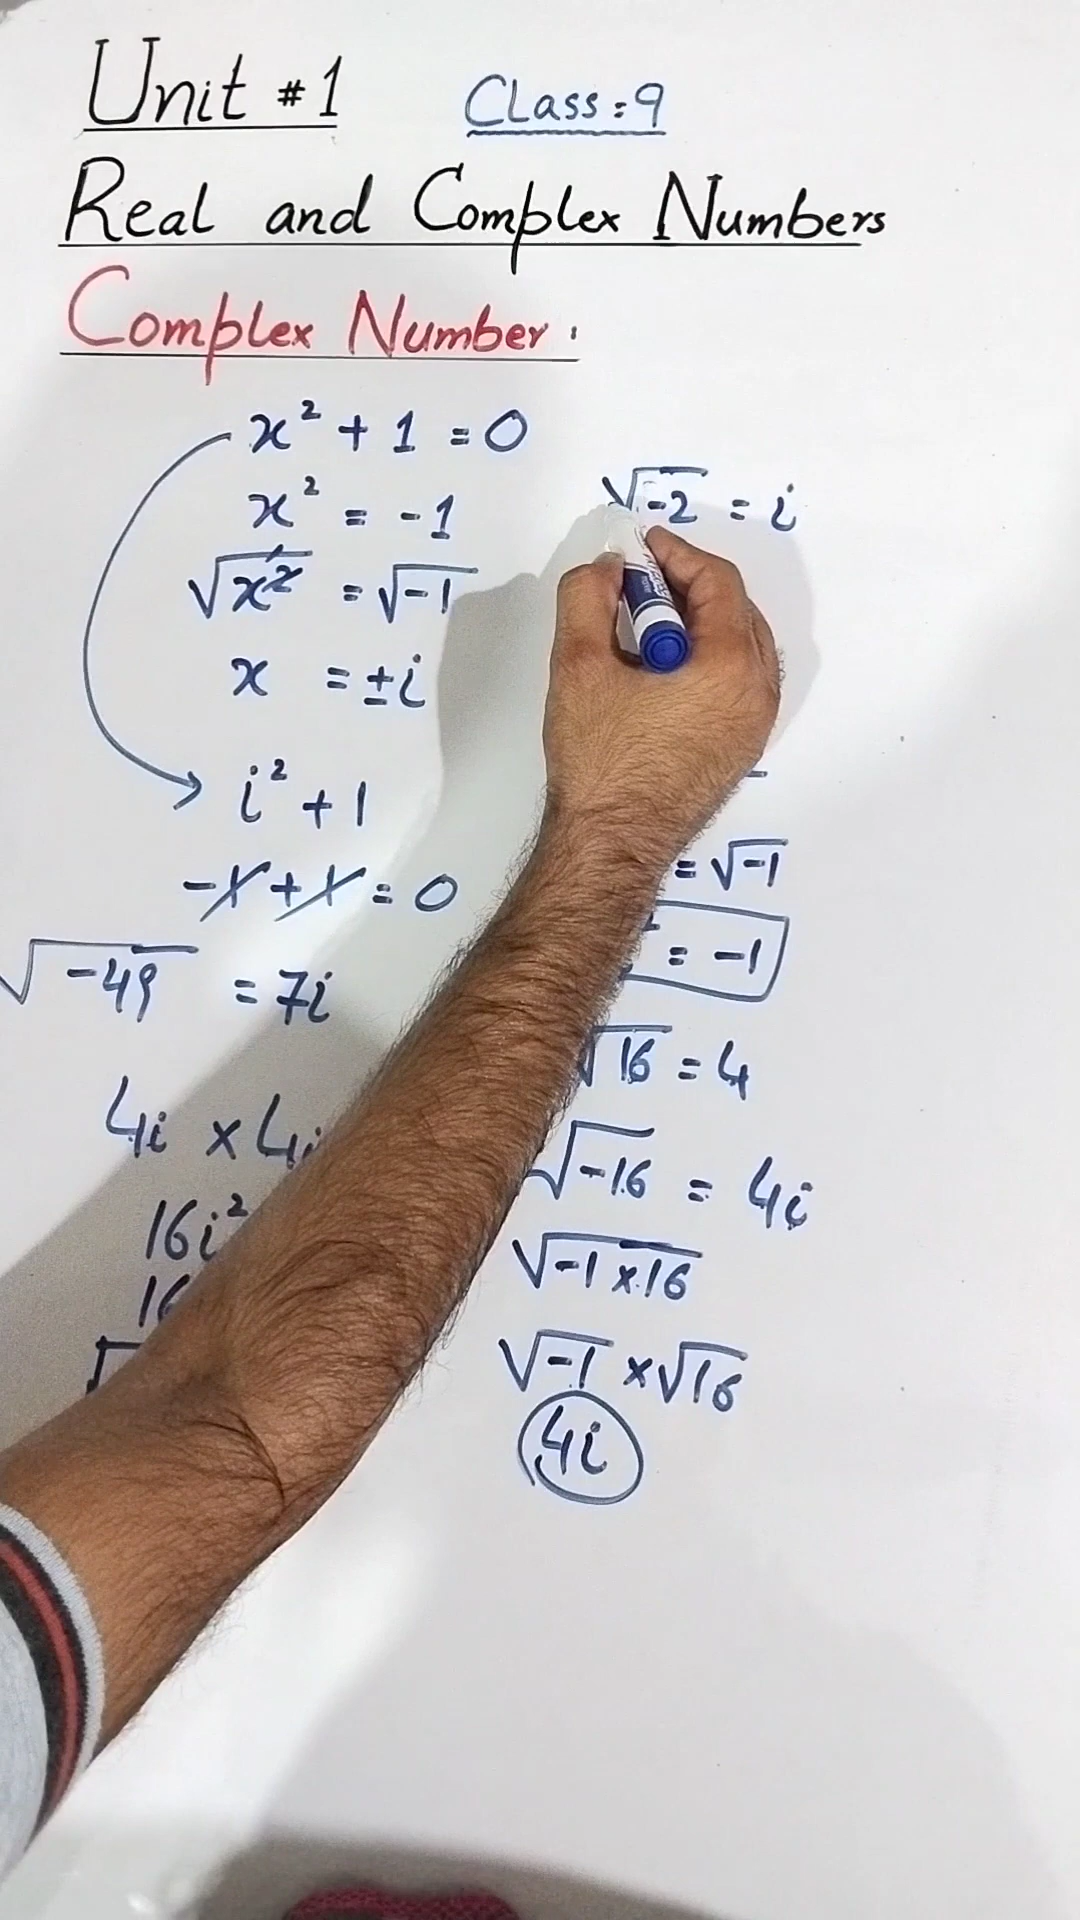 Unit #1
Class:9
Real and Complex Numbers
Complex Number:
x² + 1 = 0
x² = -1
√x² = √-1
x = ±i
i² + 1
-1 + 1 = 0
√-49 = 7i
4i × 4i
16i²
16
√-2 = i
= √-1
= -1
√16 = 4
√-16 = 4i
√-1 × 16
√-1 × √16
4i